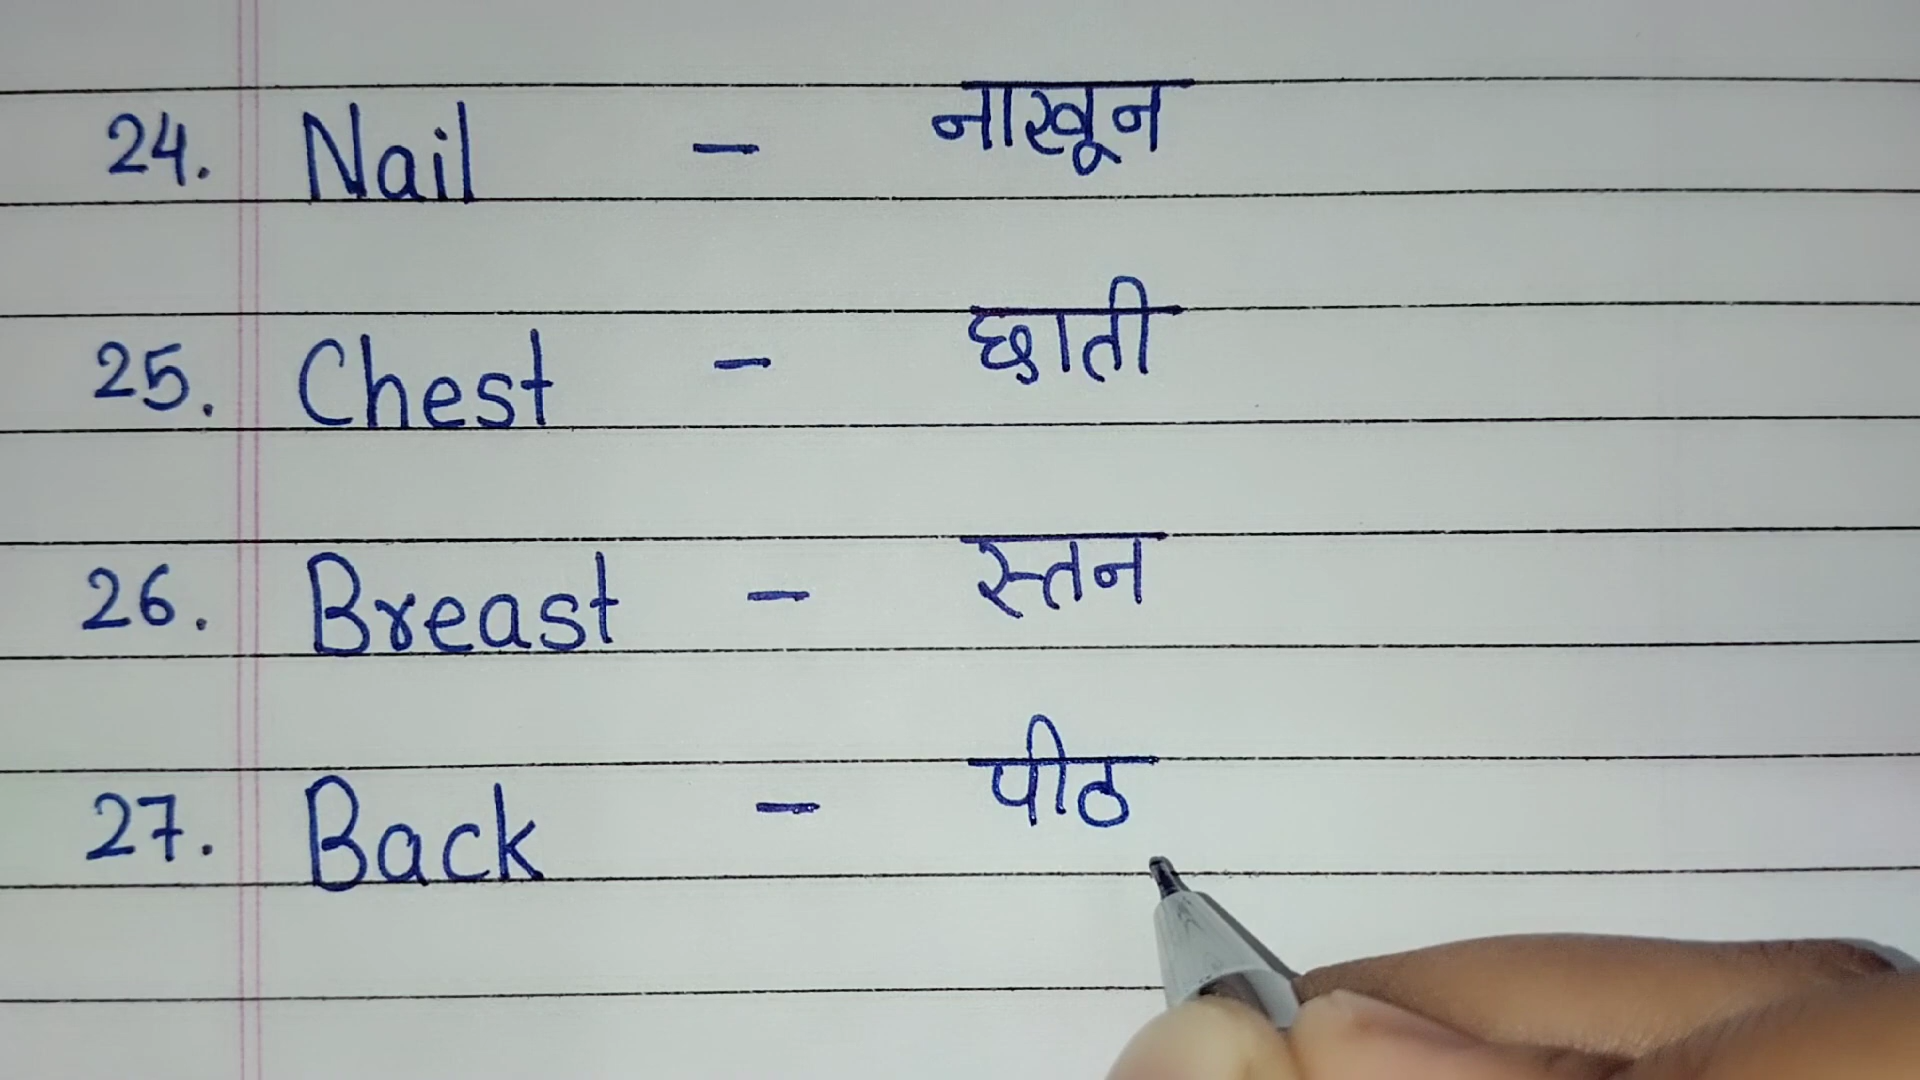 24. Nail - नाखून
25. Chest - छाती
26. Breast - स्तन
27. Back - पीठ